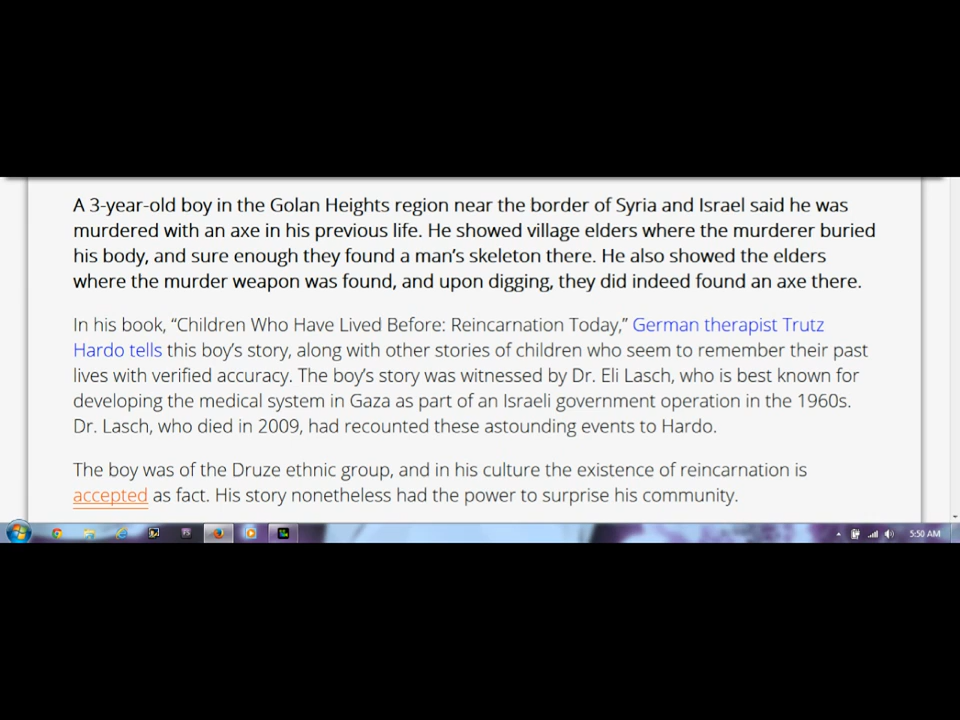 A 3-year-old boy in the Golan Heights region near the border of Syria and Israel said he was
murdered with an axe in his previous life. He showed village elders where the murderer buried
his body, and sure enough they found a man's skeleton there. He also showed the elders
where the murder weapon was found, and upon digging, they did indeed found an axe there.
In his book, “Children Who Have Lived Before: Reincarnation Today,” German therapist Trutz
Hardo tells this boy's story, along with other stories of children who seem to remember their past
lives with verified accuracy. The boy's story was witnessed by Dr. Eli Lasch, who is best known for
developing the medical system in Gaza as part of an Israeli government operation in the 1960s.
Dr. Lasch, who died in 2009, had recounted these astounding events to Hardo.
The boy was of the Druze ethnic group, and in his culture the existence of reincarnation is
accepted as fact. His story nonetheless had the power to surprise his community.
5:50 AM